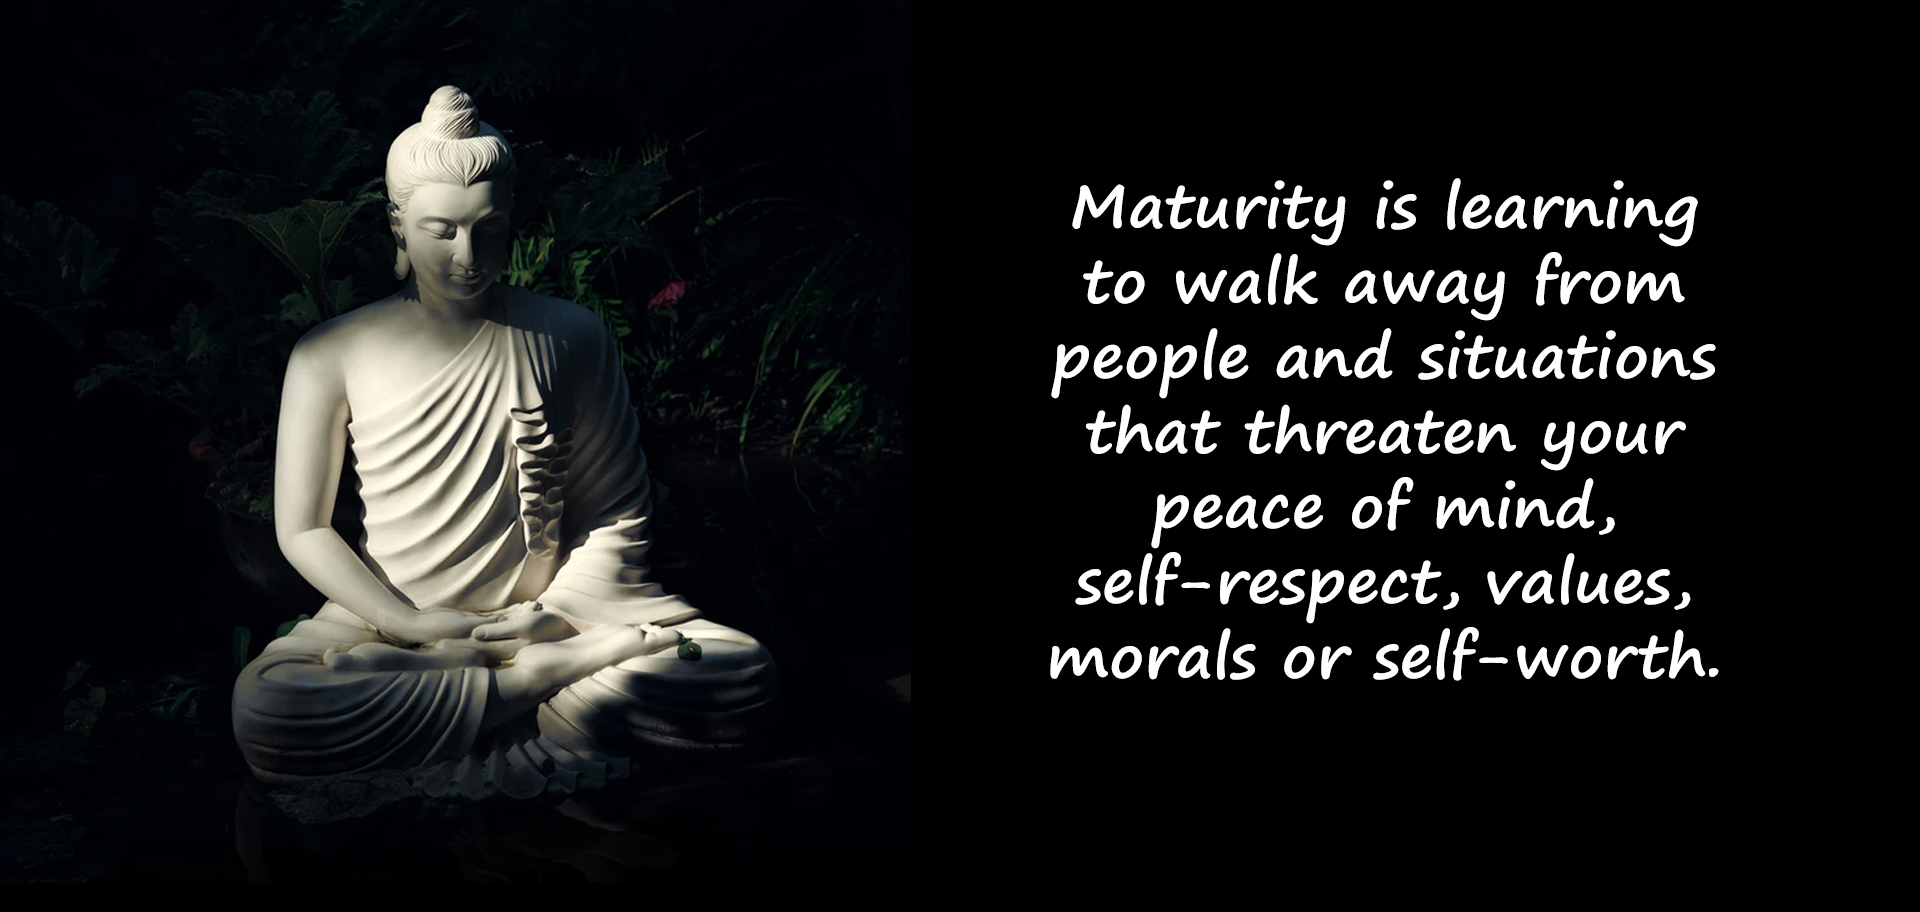 Maturity is learning
to walk away from
people and situations
that threaten your
peace of mind,
self-respect, values,
morals or self-worth.